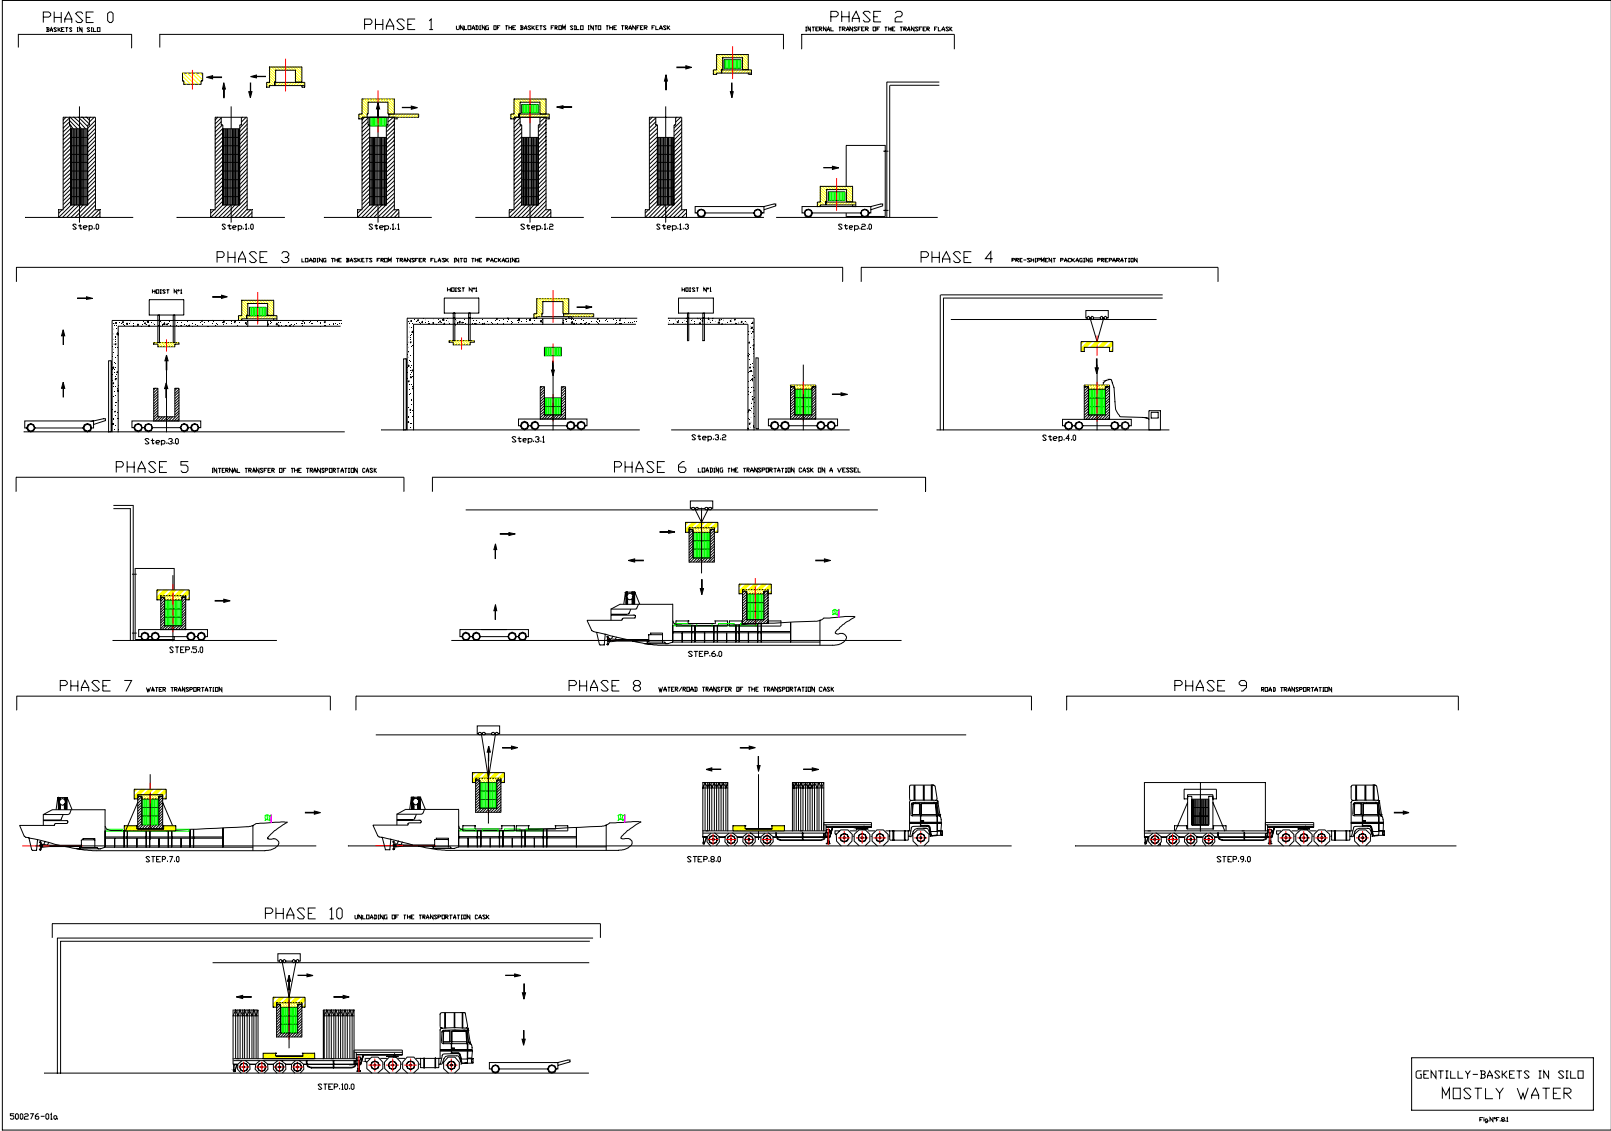 PHASE 0
BASKETS IN SILO
PHASE 1 UNLOADING OF THE BASKETS FROM SILO INTO THE TRANFER FLASK
PHASE 2
INTERNAL TRANSFER OF THE TRANSFER FLASK
Step.0
Step.1.0
Step.1.1
Step.1.2
Step.1.3
Step.2.0
PHASE 3 LOADING THE BASKETS FROM TRANSFER FLASK INTO THE PACKAGING
PHASE 4 PRE-SHIPMENT PACKAGING PREPARATION
HOIST N°1
HOIST N°1
HOIST N°1
Step.3.0
Step.3.1
Step.3.2
Step.4.0
PHASE 5 INTERNAL TRANSFER OF THE TRANSPORTATION CASK
PHASE 6 LOADING THE TRANSPORTATION CASK ON A VESSEL
STEP.5.0
STEP.6.0
PHASE 7 WATER TRANSPORTATION
PHASE 8 WATER/ROAD TRANSFER OF THE TRANSPORTATION CASK
PHASE 9 ROAD TRANSPORTATION
STEP.7.0
STEP.8.0
STEP.9.0
PHASE 10 UNLOADING OF THE TRANSPORTATION CASK
STEP.10.0
GENTILLY-BASKETS IN SILO
MOSTLY WATER
500276-01a
Fig.N°F.8.1